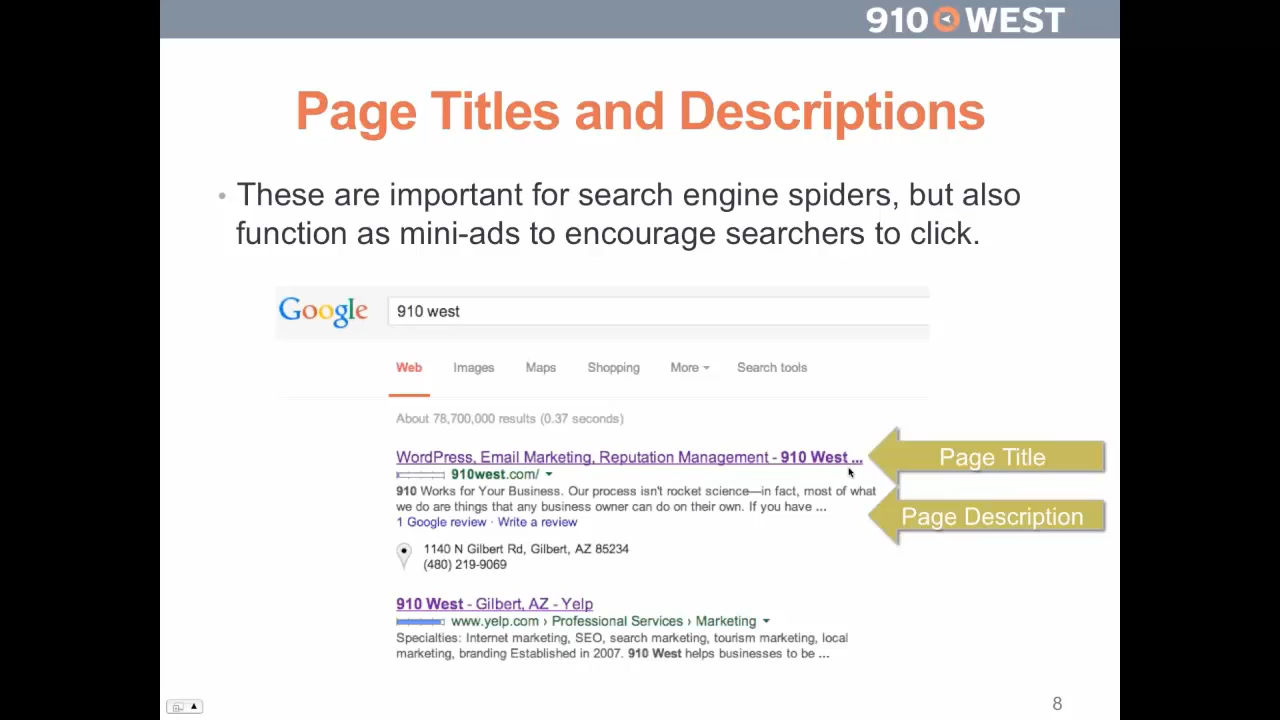 910 WEST
Page Titles and Descriptions
• These are important for search engine spiders, but also
function as mini-ads to encourage searchers to click.
Google 910 west
Web Images Maps Shopping More Search tools
About 78,700,000 results (0.37 seconds)
WordPress, Email Marketing, Reputation Management - 910 West ...
Page Title
910west.com/
910 Works for Your Business. Our process isn't rocket science—in fact, most of what
we do are things that any business owner can do on their own. If you have ...
Page Description
1 Google review · Write a review
1140 N Gilbert Rd, Gilbert, AZ 85234
(480) 219-9069
910 West - Gilbert, AZ - Yelp
www.yelp.com › Professional Services › Marketing
Specialties: Internet marketing, SEO, search marketing, tourism marketing, local
marketing, branding Established in 2007. 910 West helps businesses to be ...
8